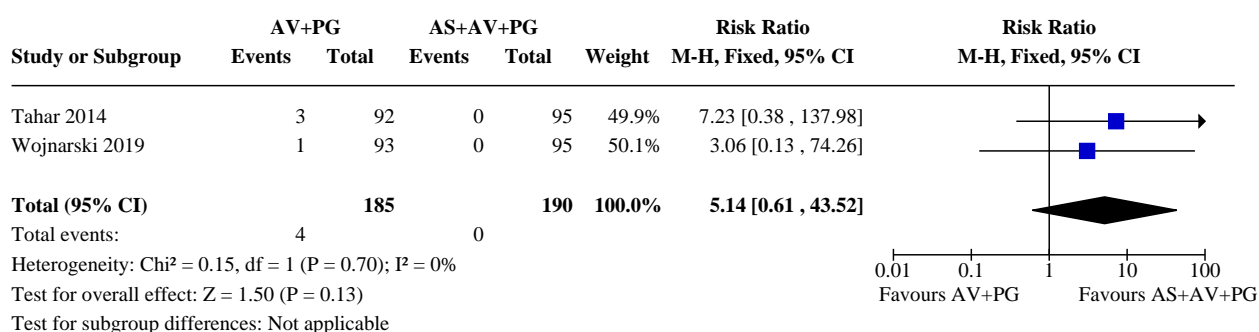 AV+PG AS+AV+PG Risk Ratio Risk Ratio
Study or Subgroup Events Total Events Total Weight M-H, Fixed, 95% CI M-H, Fixed, 95% CI
Tahar 2014 3 92 0 95 49.9% 7.23 [0.38 , 137.98]
Wojnarski 2019 1 93 0 95 50.1% 3.06 [0.13 , 74.26]
Total (95% CI) 185 190 100.0% 5.14 [0.61 , 43.52]
Total events: 4 0
Heterogeneity: Chi² = 0.15, df = 1 (P = 0.70); I² = 0%
Test for overall effect: Z = 1.50 (P = 0.13)
Test for subgroup differences: Not applicable
0.01 0.1 1 10 100
Favours AV+PG Favours AS+AV+PG